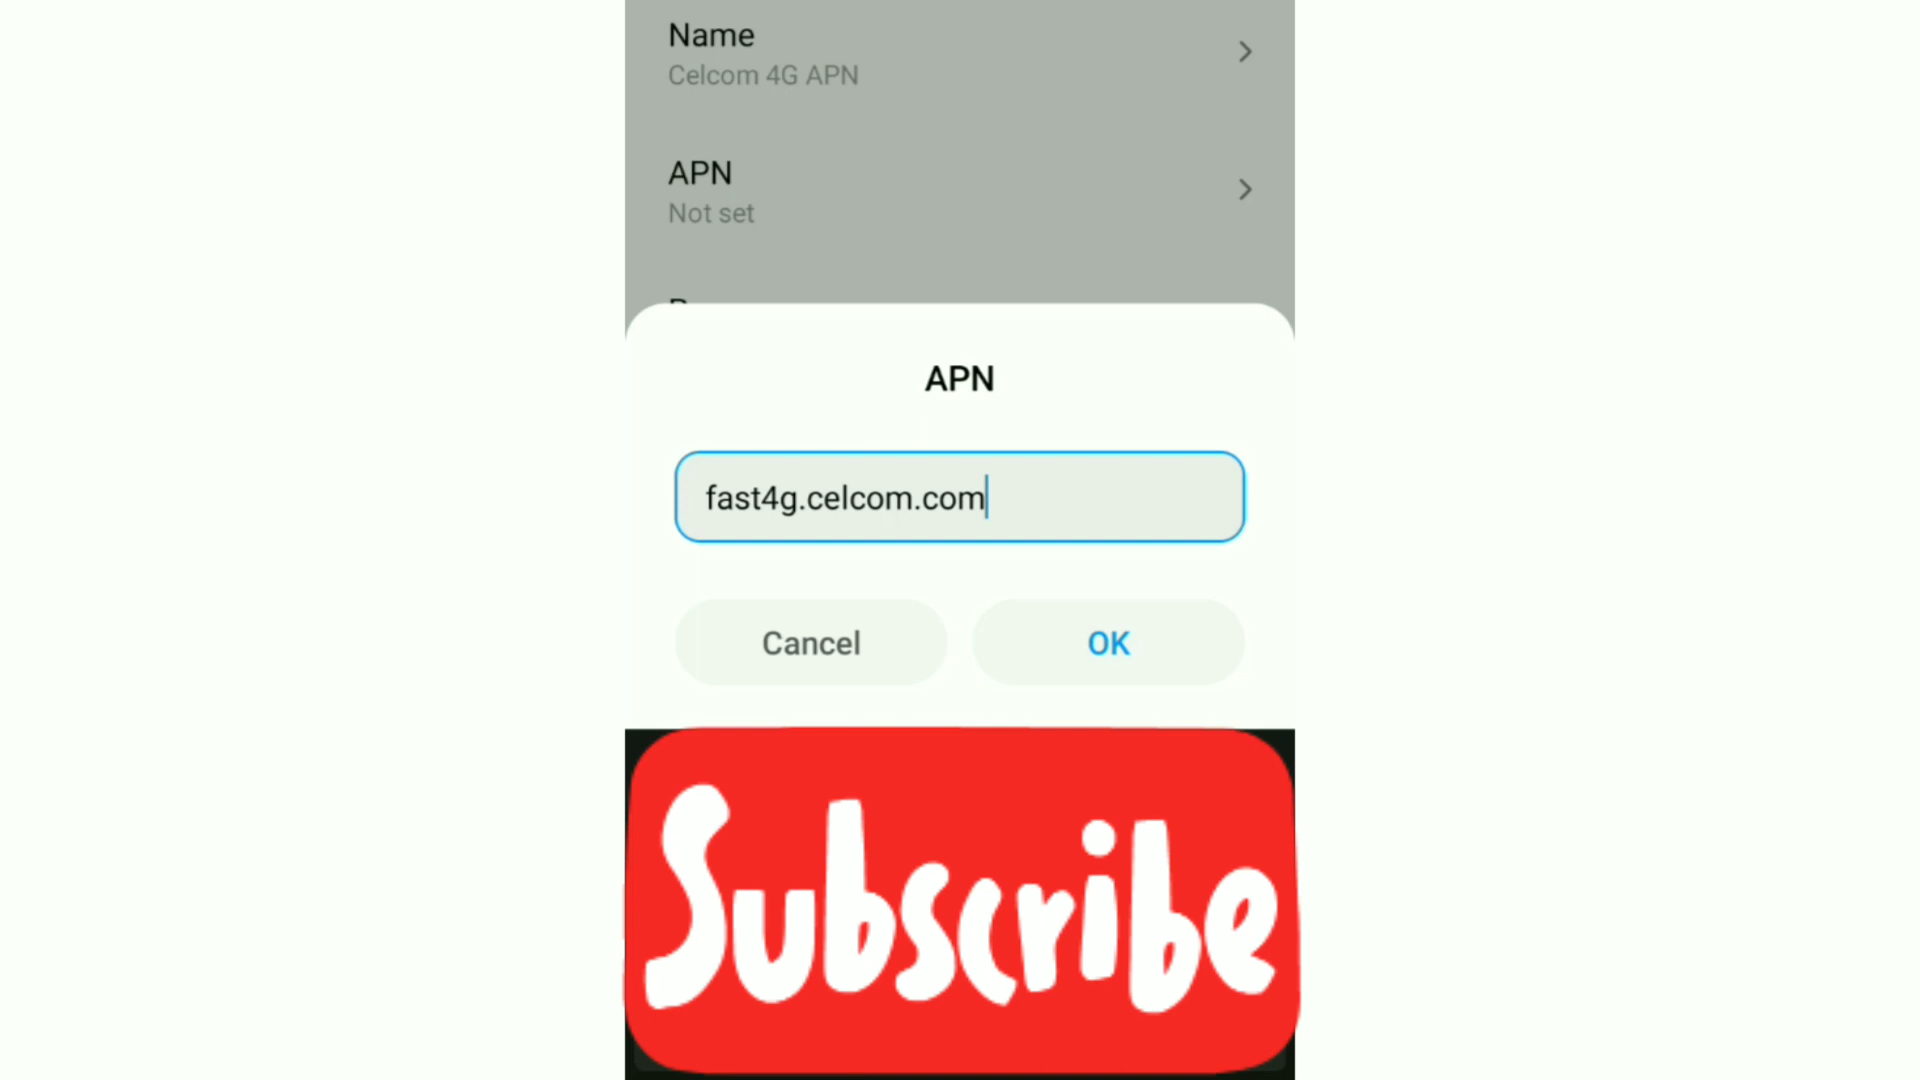 Name
Celcom 4G APN
APN
Not set
APN
fast4g.celcom.com
Cancel
OK
Subscribe